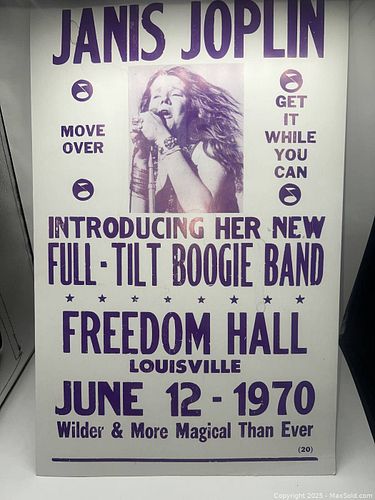 JANIS JOPLIN
MOVE
OVER
GET
IT
WHILE
YOU
CAN
INTRODUCING HER NEW
FULL-TILT BOOGIE BAND
FREEDOM HALL
LOUISVILLE
JUNE 12 - 1970
Wilder & More Magical Than Ever
(20)
Copyright 2025 - MaxSold.com